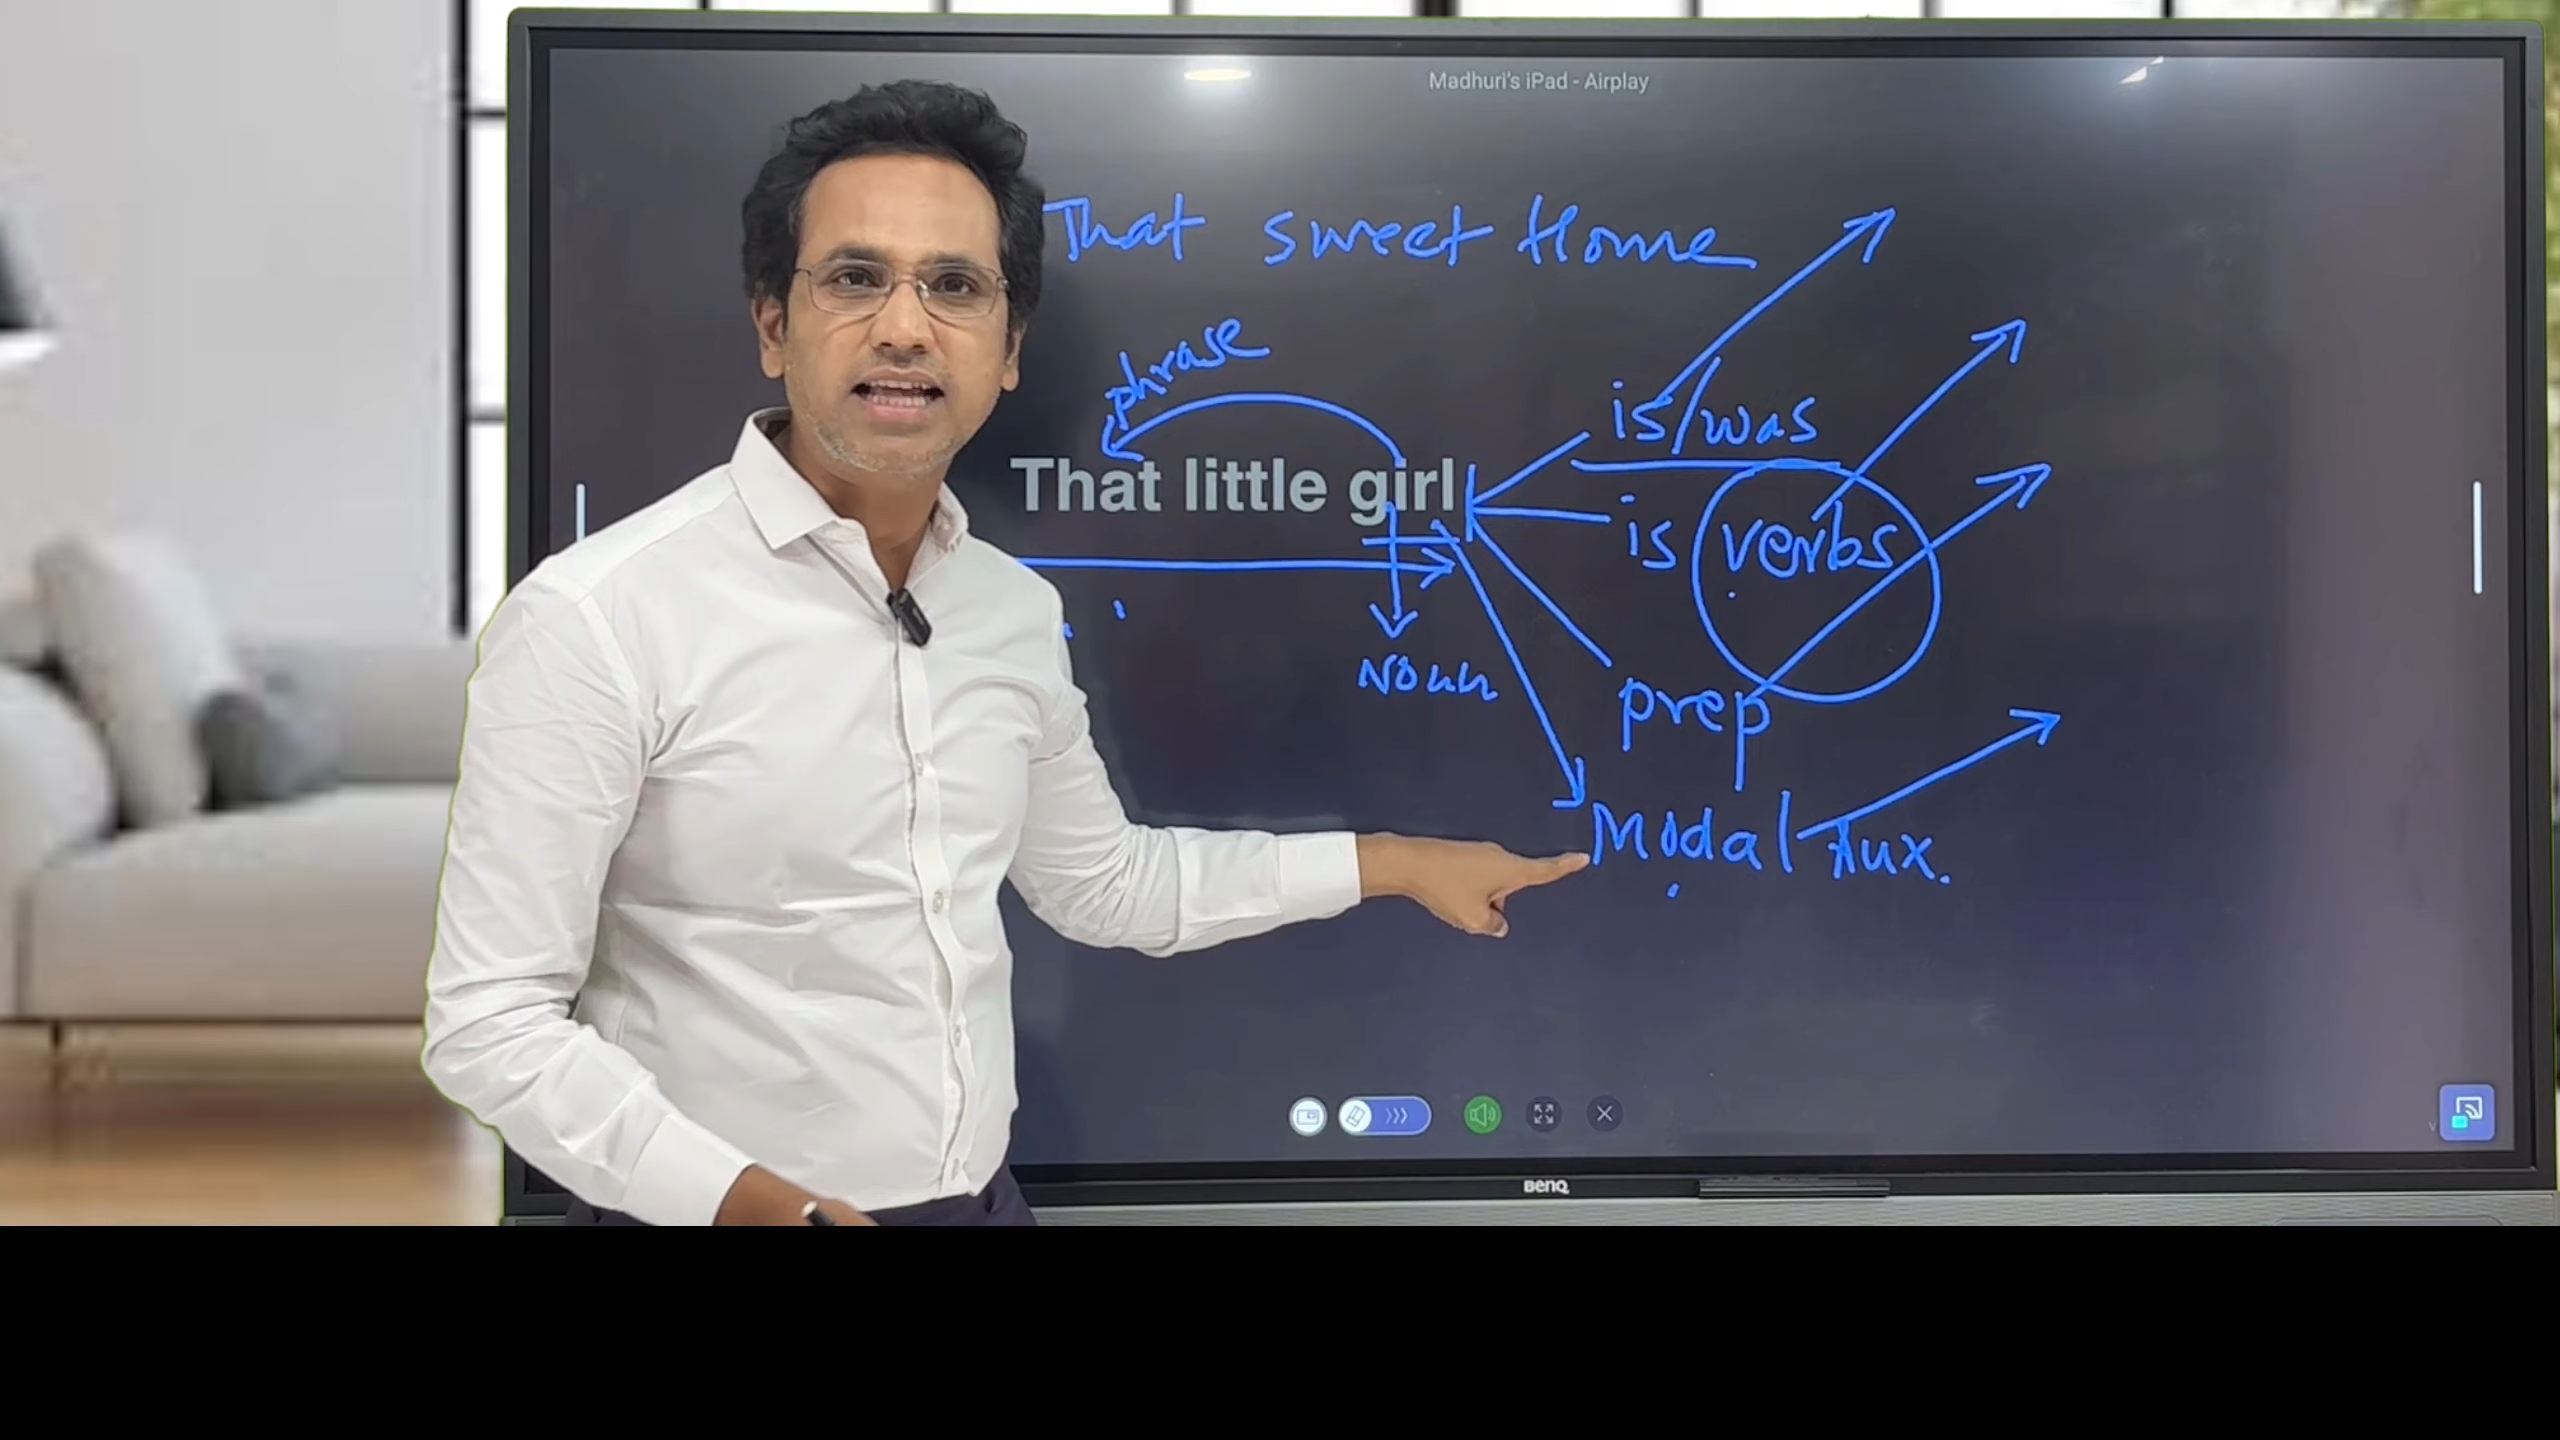 Madhuri's iPad - Airplay
That sweet Home
phrase
is/was
That little girl
is verbs
Noun
prep
Modal Aux.
BenQ